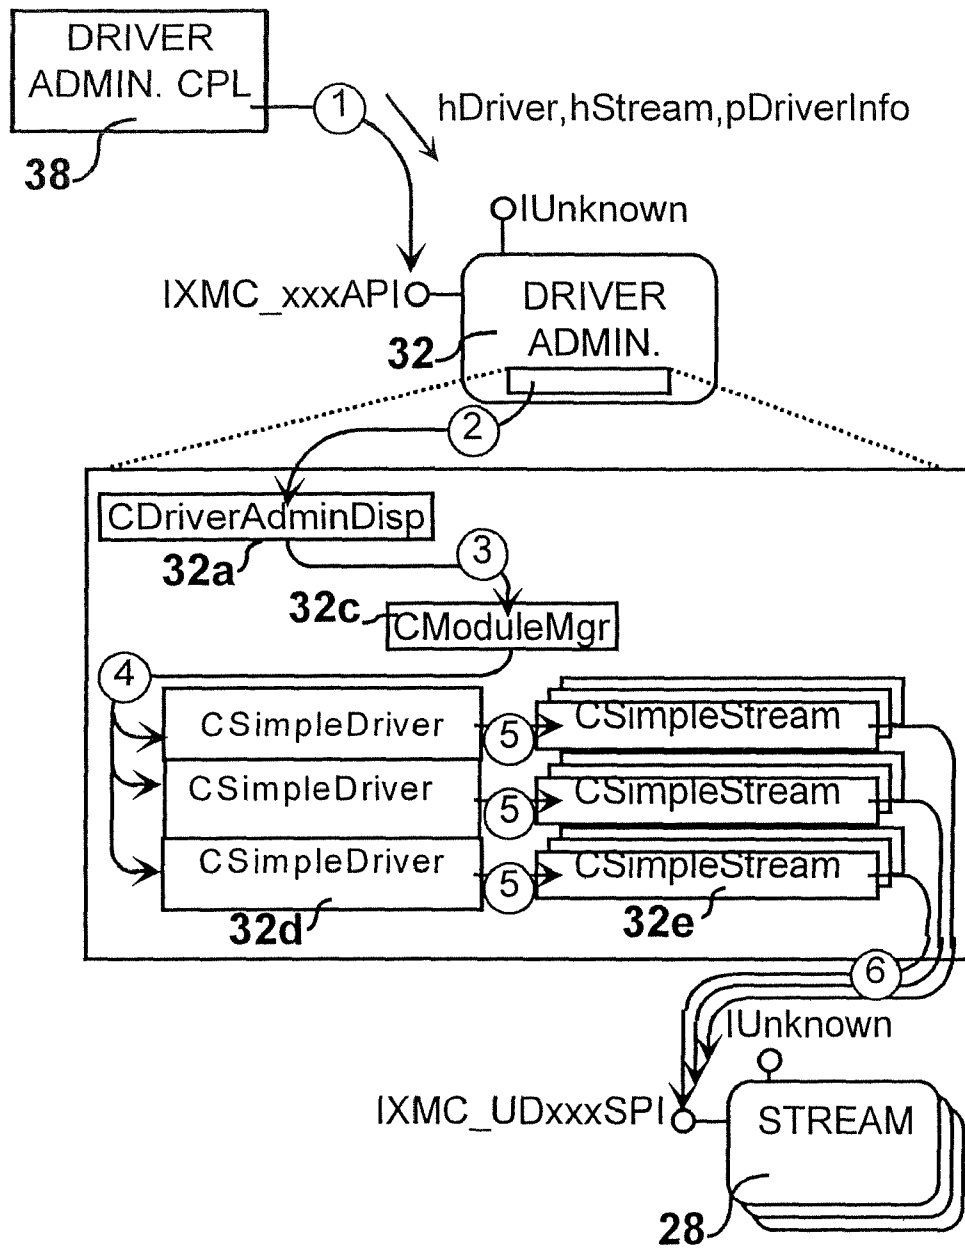 DRIVER
ADMIN. CPL
1
hDriver,hStream,pDriverInfo
38
IUnknown
IXMC_xxxAPI
DRIVER
ADMIN.
32
2
CDriverAdminDisp
3
32a
32c
CModuleMgr
4
CSimpleDriver
5
CSimpleStream
CSimpleDriver
5
CSimpleStream
CSimpleDriver
5
CSimpleStream
32d
32e
6
IUnknown
IXMC_UDxxxSPI
STREAM
28